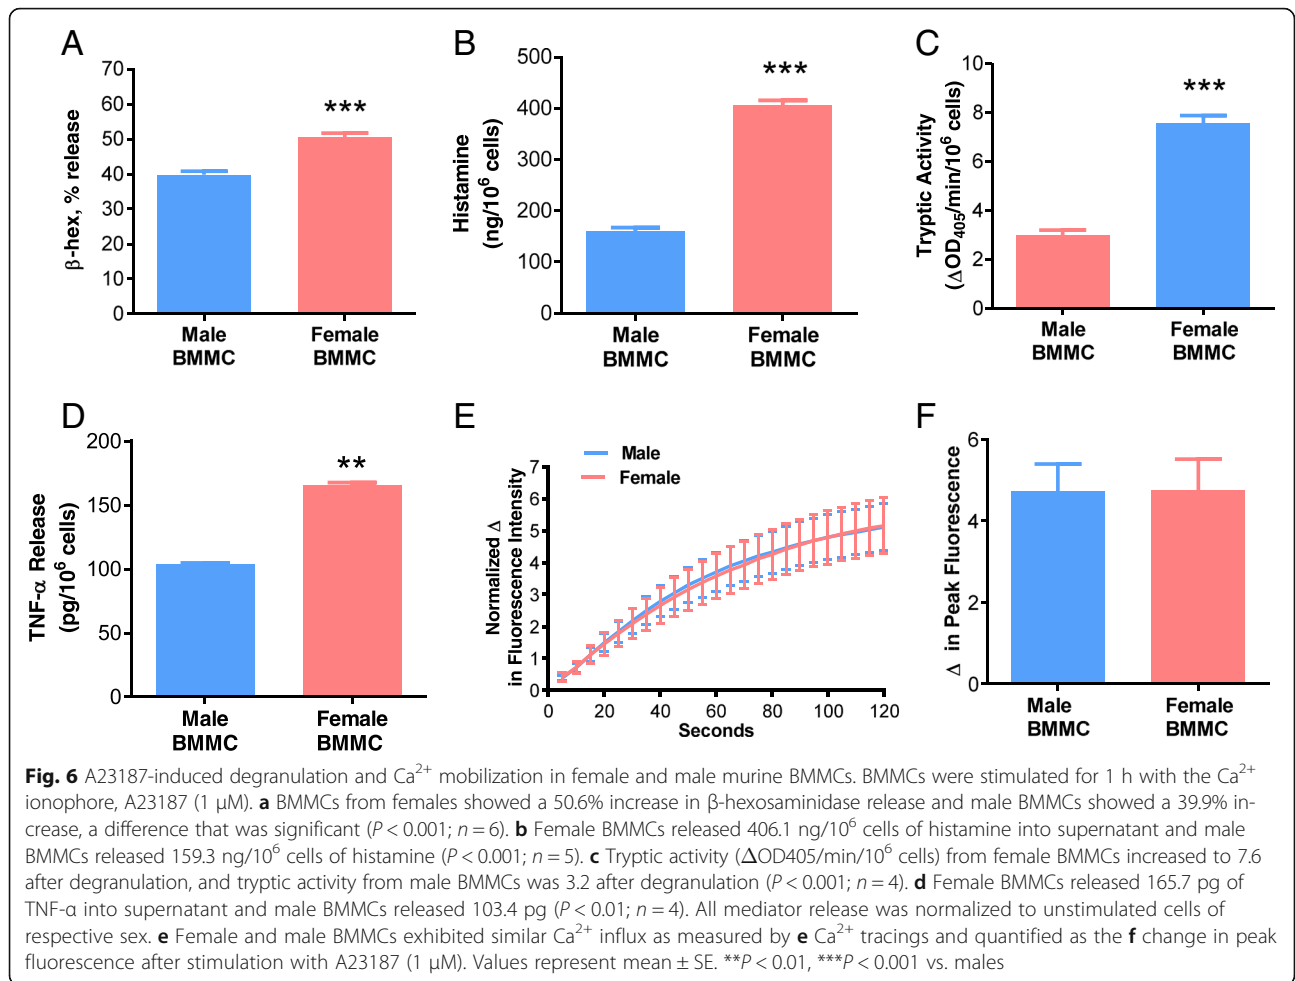 A
β-hex, % release
70
60
50
40
30
20
10
0
***
Male
BMMC
Female
BMMC
B
Histamine
(ng/10⁶ cells)
500
400
300
200
100
0
***
Male
BMMC
Female
BMMC
C
Tryptic Activity
(ΔOD₄₀₅/min/10⁶ cells)
10
8
6
4
2
0
***
Male
BMMC
Female
BMMC
D
TNF-α Release
(pg/10⁶ cells)
200
150
100
50
0
**
Male
BMMC
Female
BMMC
E
Normalized Δ
in Fluorescence Intensity
7
6
5
4
3
2
1
0
Male
Female
0 20 40 60 80 100 120
Seconds
F
Δ in Peak Fluorescence
6
4
2
0
Male
BMMC
Female
BMMC
Fig. 6 A23187-induced degranulation and Ca²⁺ mobilization in female and male murine BMMCs. BMMCs were stimulated for 1 h with the Ca²⁺
ionophore, A23187 (1 μM). a BMMCs from females showed a 50.6% increase in β-hexosaminidase release and male BMMCs showed a 39.9% in-
crease, a difference that was significant (P < 0.001; n = 6). b Female BMMCs released 406.1 ng/10⁶ cells of histamine into supernatant and male
BMMCs released 159.3 ng/10⁶ cells of histamine (P < 0.001; n = 5). c Tryptic activity (ΔOD405/min/10⁶ cells) from female BMMCs increased to 7.6
after degranulation, and tryptic activity from male BMMCs was 3.2 after degranulation (P < 0.001; n = 4). d Female BMMCs released 165.7 pg of
TNF-α into supernatant and male BMMCs released 103.4 pg (P < 0.01; n = 4). All mediator release was normalized to unstimulated cells of
respective sex. e Female and male BMMCs exhibited similar Ca²⁺ influx as measured by e Ca²⁺ tracings and quantified as the f change in peak
fluorescence after stimulation with A23187 (1 μM). Values represent mean ± SE. **P < 0.01, ***P < 0.001 vs. males